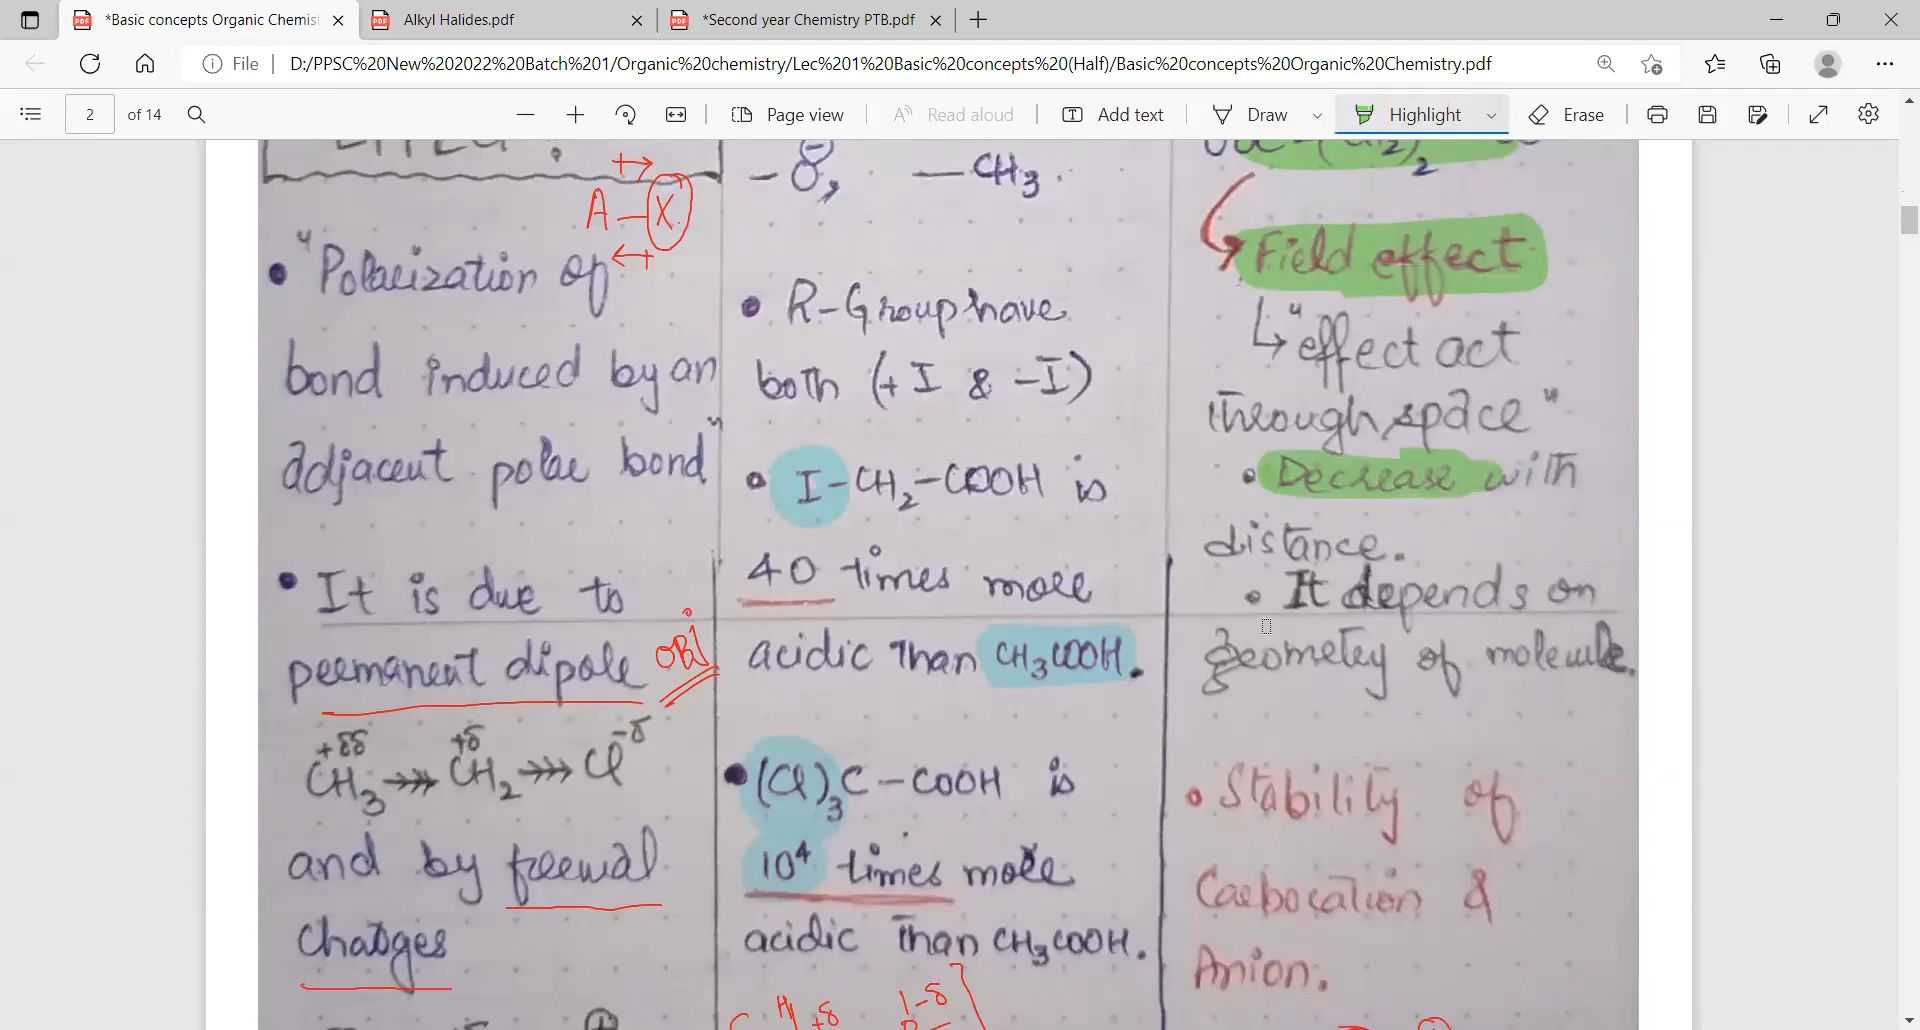 *Basic concepts Organic Chemist
Alkyl Halides.pdf
*Second year Chemistry PTB.pdf
File
D:/PPSC%20New%202022%20Batch%201/Organic%20chemistry/Lec%201%20Basic%20concepts%20(Half)/Basic%20concepts%20Organic%20Chemistry.pdf
2
of 14
Page view
Read aloud
Add text
Draw
Highlight
Erase
A — X
• "Polarization of
bond induced by an
adjacent polar bond"
• It is due to
permanent dipole
OBJ
+δδ +δ -δ
CH3 →→→ CH2 →→→ Cl
and by formal
charges
— CH3.
• R-Group have
both (+I & -I)
• I-CH2-COOH is
40 times more
acidic than CH3COOH.
• (Cl)3C-COOH is
10⁴ times more
acidic than CH3COOH.
H +δ -δ
Field effect
↳ "effect act
through space"
• Decrease with
distance.
• It depends on
geometry of molecule.
• Stability of
Carbocation &
Anion.